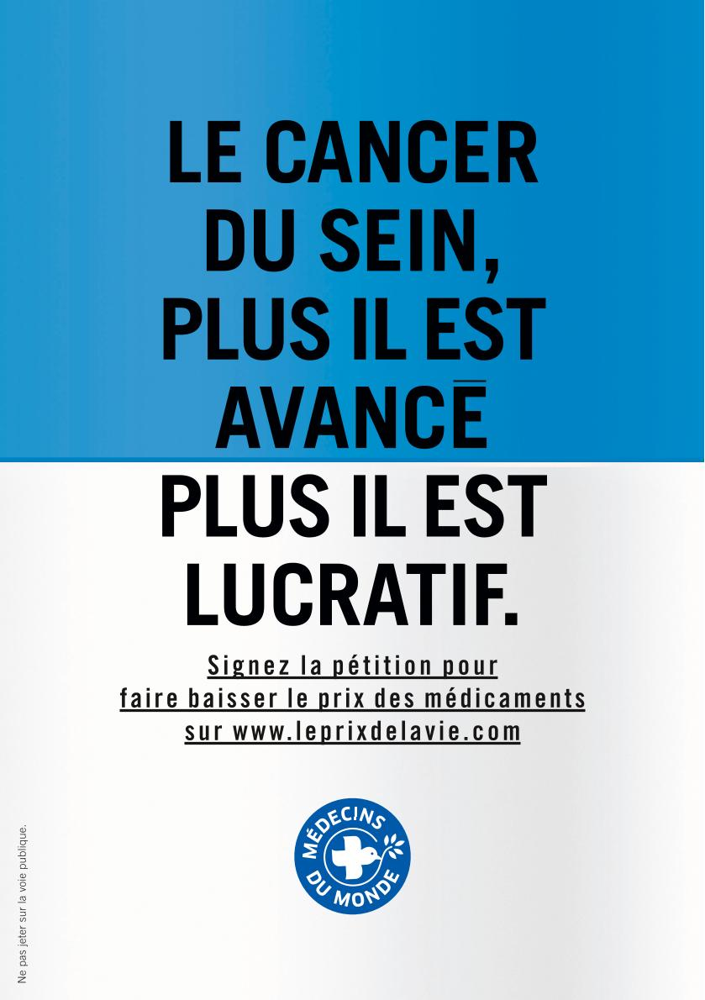 LE CANCER
DU SEIN,
PLUS IL EST
AVANCÉ
PLUS IL EST
LUCRATIF.
Signez la pétition pour
faire baisser le prix des médicaments
sur www.leprixdelavie.com
MÉDECINS
DU MONDE
Ne pas jeter sur la voie publique.